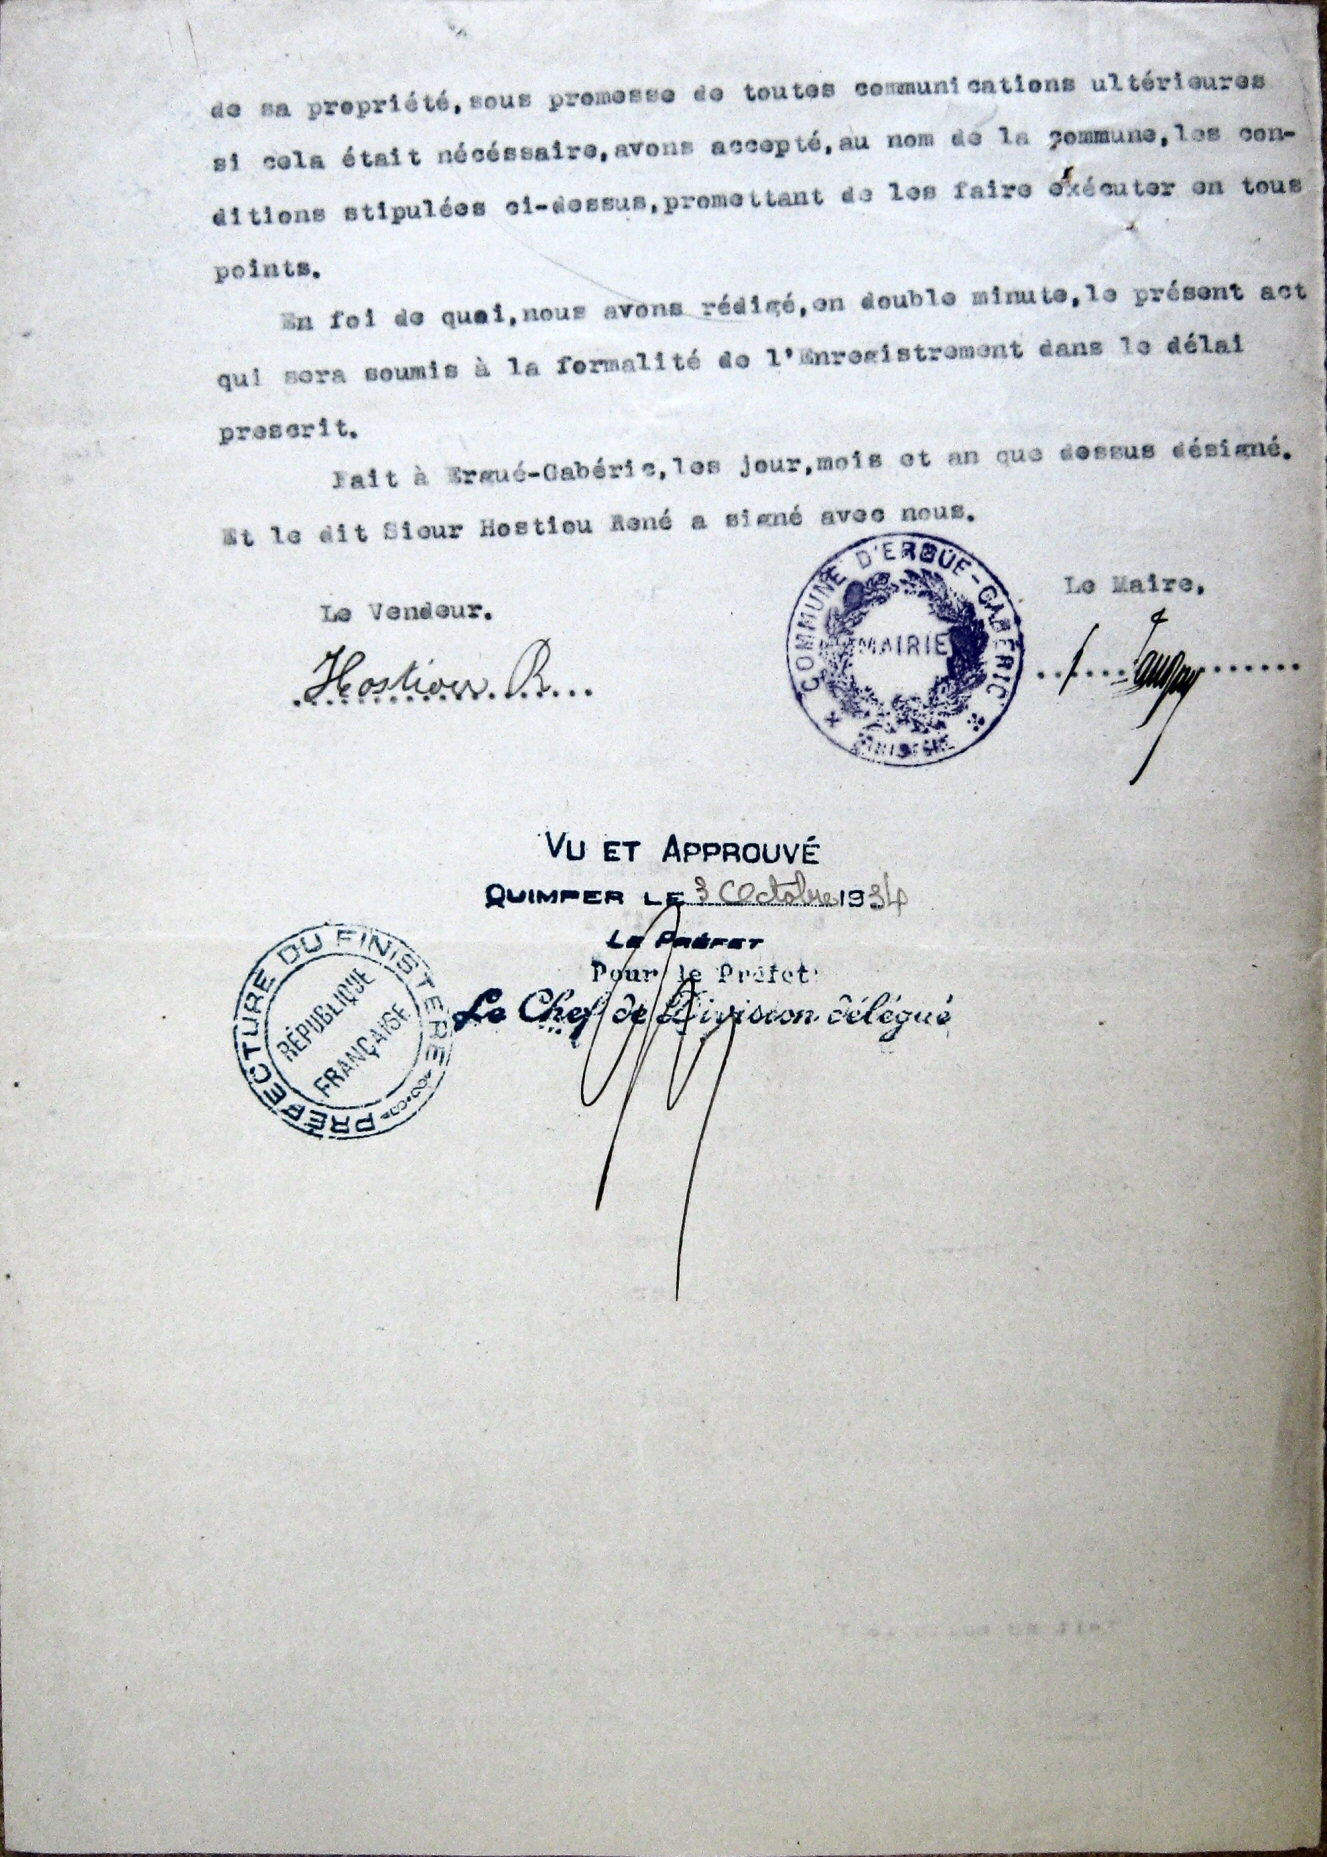 de sa propriété,sous promesse de toutes communications ultérieures
si cela était nécéssaire,avons accepté,au nom de la commune,les con-
ditions stipulées ci-dessus,promettant de les faire exécuter en tous
points.
En foi de quoi,nous avons rédigé,en double minute,le présent act
qui sera soumis à la formalité de l'Enregistrement dans le délai
prescrit.
Fait à Ergué-Gabéric,les jour,mois et an que dessus désigné.
Et le dit Sieur Hostiou René a signé avec nous.
Le Vendeur.
Le Maire,
Hostiou R...
COMMUNE D'ERGUE-GABÉRIC
MAIRIE
FINISTERE
VU ET APPROUVÉ
QUIMPER LE 3 Octobre 1934
LE PRÉFET
Pour le Préfet
Le Chef de Division délégué
PRÉFECTURE DU FINISTERE
RÉPUBLIQUE
FRANÇAISE